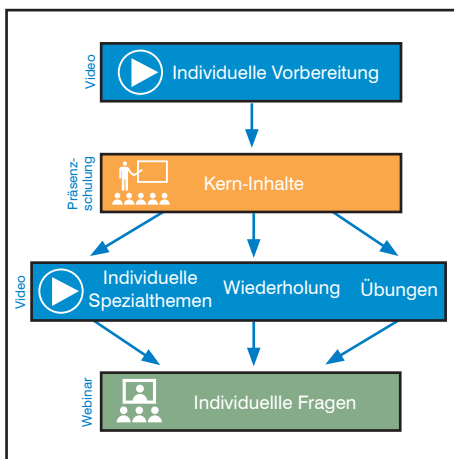 Video
Individuelle Vorbereitung
Präsenz-
schulung
Kern-Inhalte
Video
Individuelle
Spezialthemen
Wiederholung
Übungen
Webinar
Individuellle Fragen